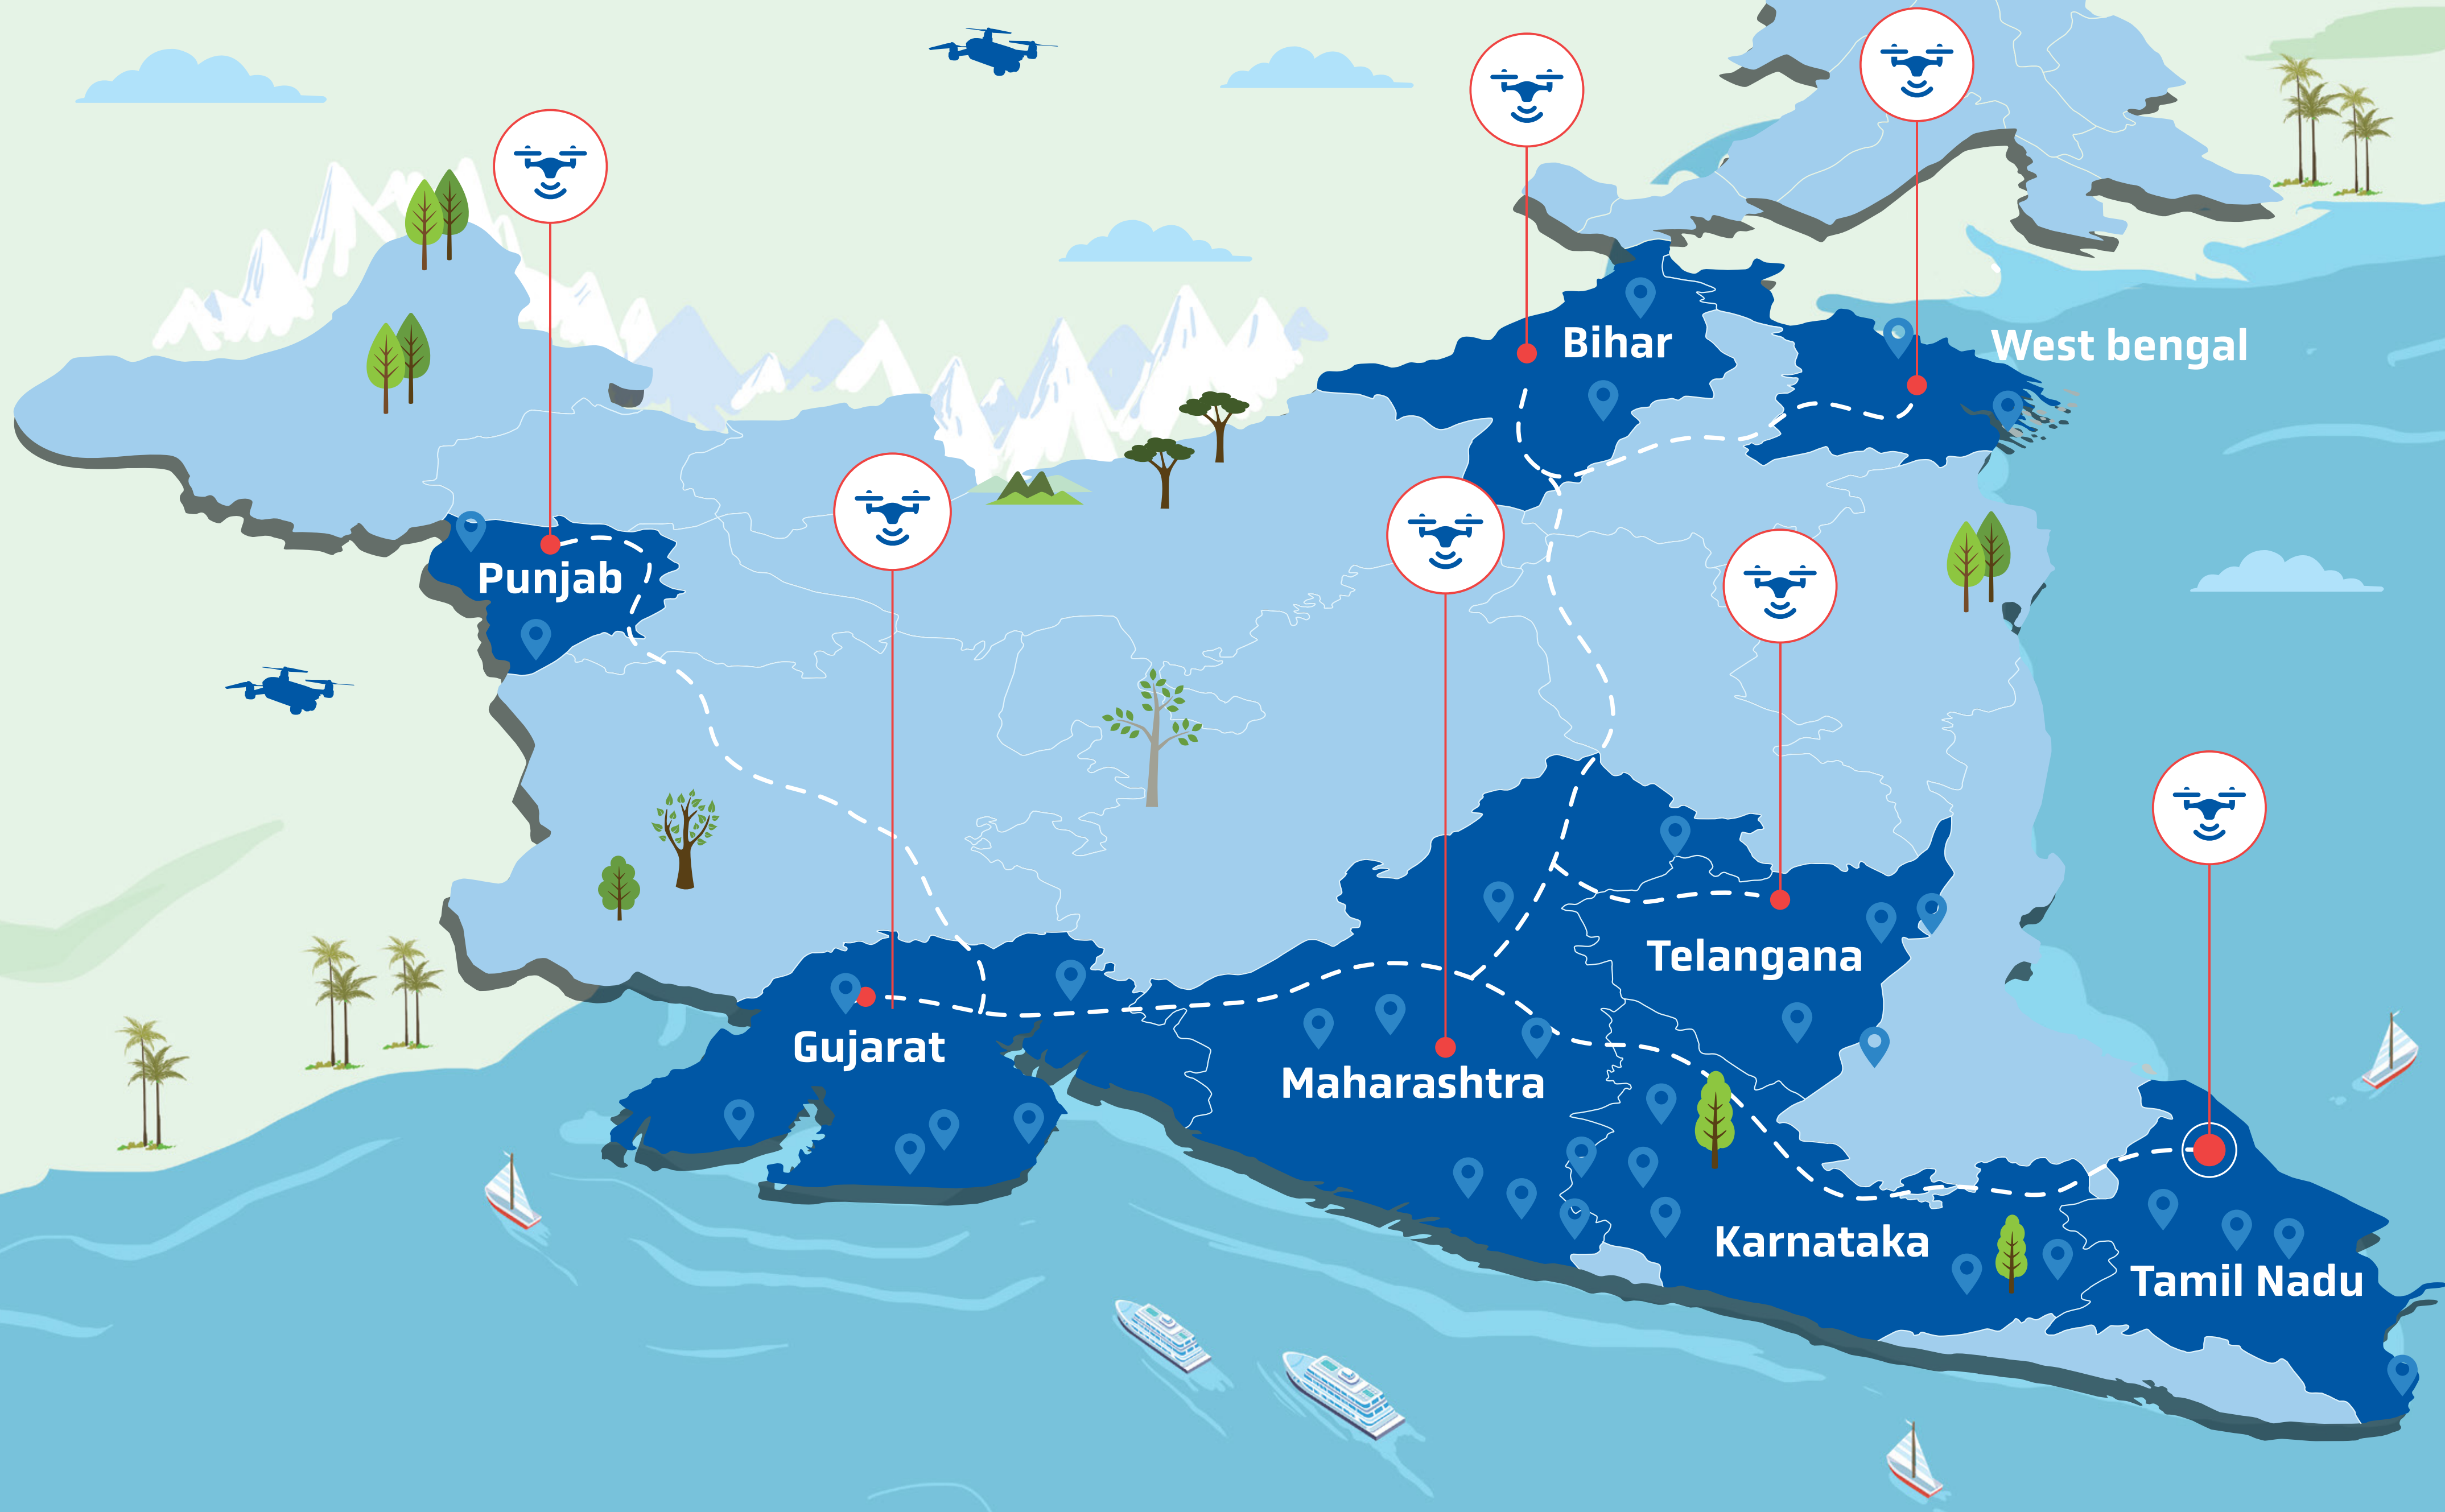 Bihar
West bengal
Punjab
Telangana
Gujarat
Maharashtra
Karnataka
Tamil Nadu